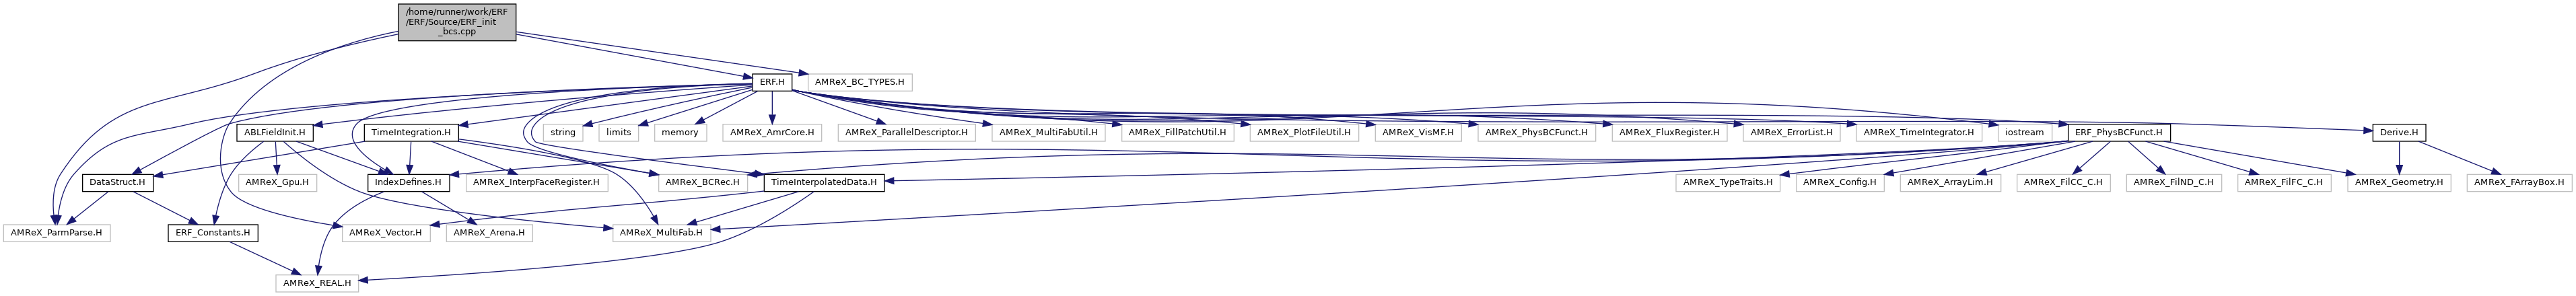 /home/runner/work/ERF
/ERF/Source/ERF_init
_bcs.cpp
ERF.H
AMReX_BC_TYPES.H
ABLFieldInit.H
TimeIntegration.H
string
limits
memory
AMReX_AmrCore.H
AMReX_ParallelDescriptor.H
AMReX_MultiFabUtil.H
AMReX_FillPatchUtil.H
AMReX_PlotFileUtil.H
AMReX_VisMF.H
AMReX_PhysBCFunct.H
AMReX_FluxRegister.H
AMReX_ErrorList.H
AMReX_TimeIntegrator.H
iostream
ERF_PhysBCFunct.H
Derive.H
DataStruct.H
AMReX_Gpu.H
IndexDefines.H
AMReX_InterpFaceRegister.H
AMReX_BCRec.H
TimeInterpolatedData.H
AMReX_TypeTraits.H
AMReX_Config.H
AMReX_ArrayLim.H
AMReX_FilCC_C.H
AMReX_FilND_C.H
AMReX_FilFC_C.H
AMReX_Geometry.H
AMReX_FArrayBox.H
AMReX_ParmParse.H
ERF_Constants.H
AMReX_Vector.H
AMReX_Arena.H
AMReX_MultiFab.H
AMReX_REAL.H